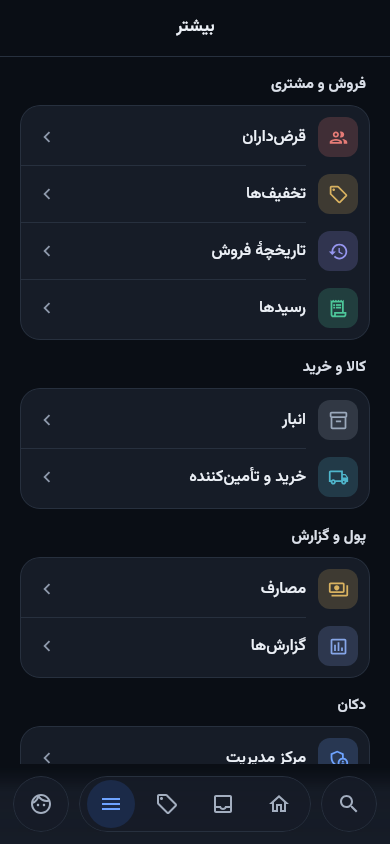 بیشتر
فروش و مشتری
قرض‌داران
تخفیف‌ها
تاریخچهٔ فروش
رسیدها
کالا و خرید
انبار
خرید و تأمین‌کننده
پول و گزارش
مصارف
گزارش‌ها
دکان
مرکز مدیریت